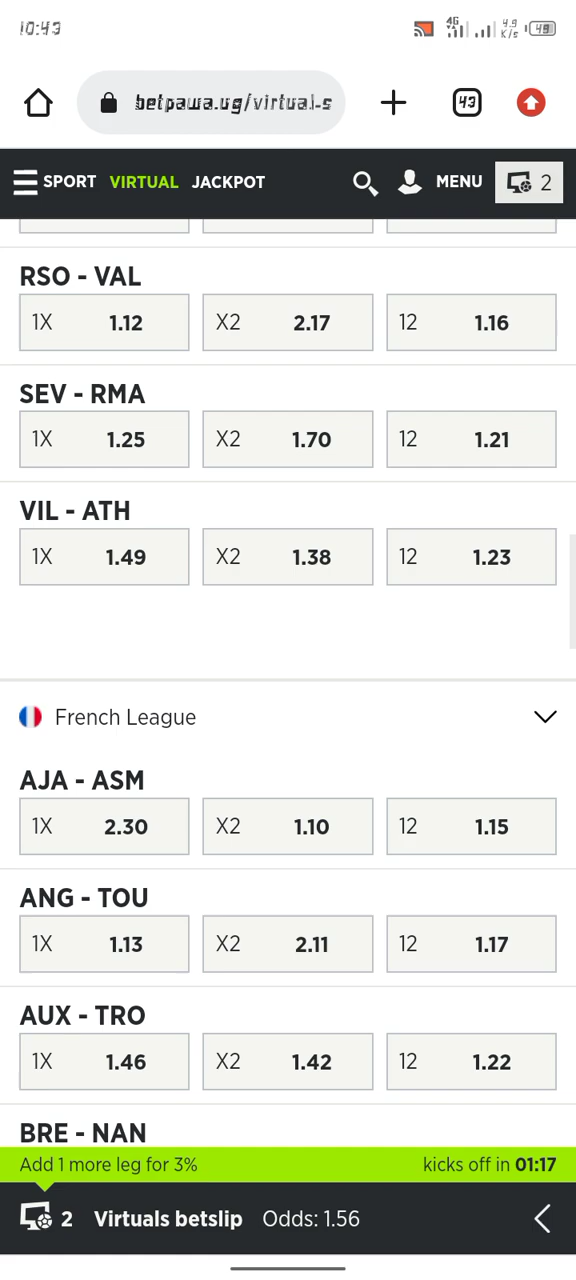 10:43
4G
4.9 K/s
49
betpawa.ug/virtual-s
43
SPORT VIRTUAL JACKPOT MENU 2
RSO - VAL
1X 1.12 X2 2.17 12 1.16
SEV - RMA
1X 1.25 X2 1.70 12 1.21
VIL - ATH
1X 1.49 X2 1.38 12 1.23
French League
AJA - ASM
1X 2.30 X2 1.10 12 1.15
ANG - TOU
1X 1.13 X2 2.11 12 1.17
AUX - TRO
1X 1.46 X2 1.42 12 1.22
BRE - NAN
Add 1 more leg for 3% kicks off in 01:17
2 Virtuals betslip Odds: 1.56